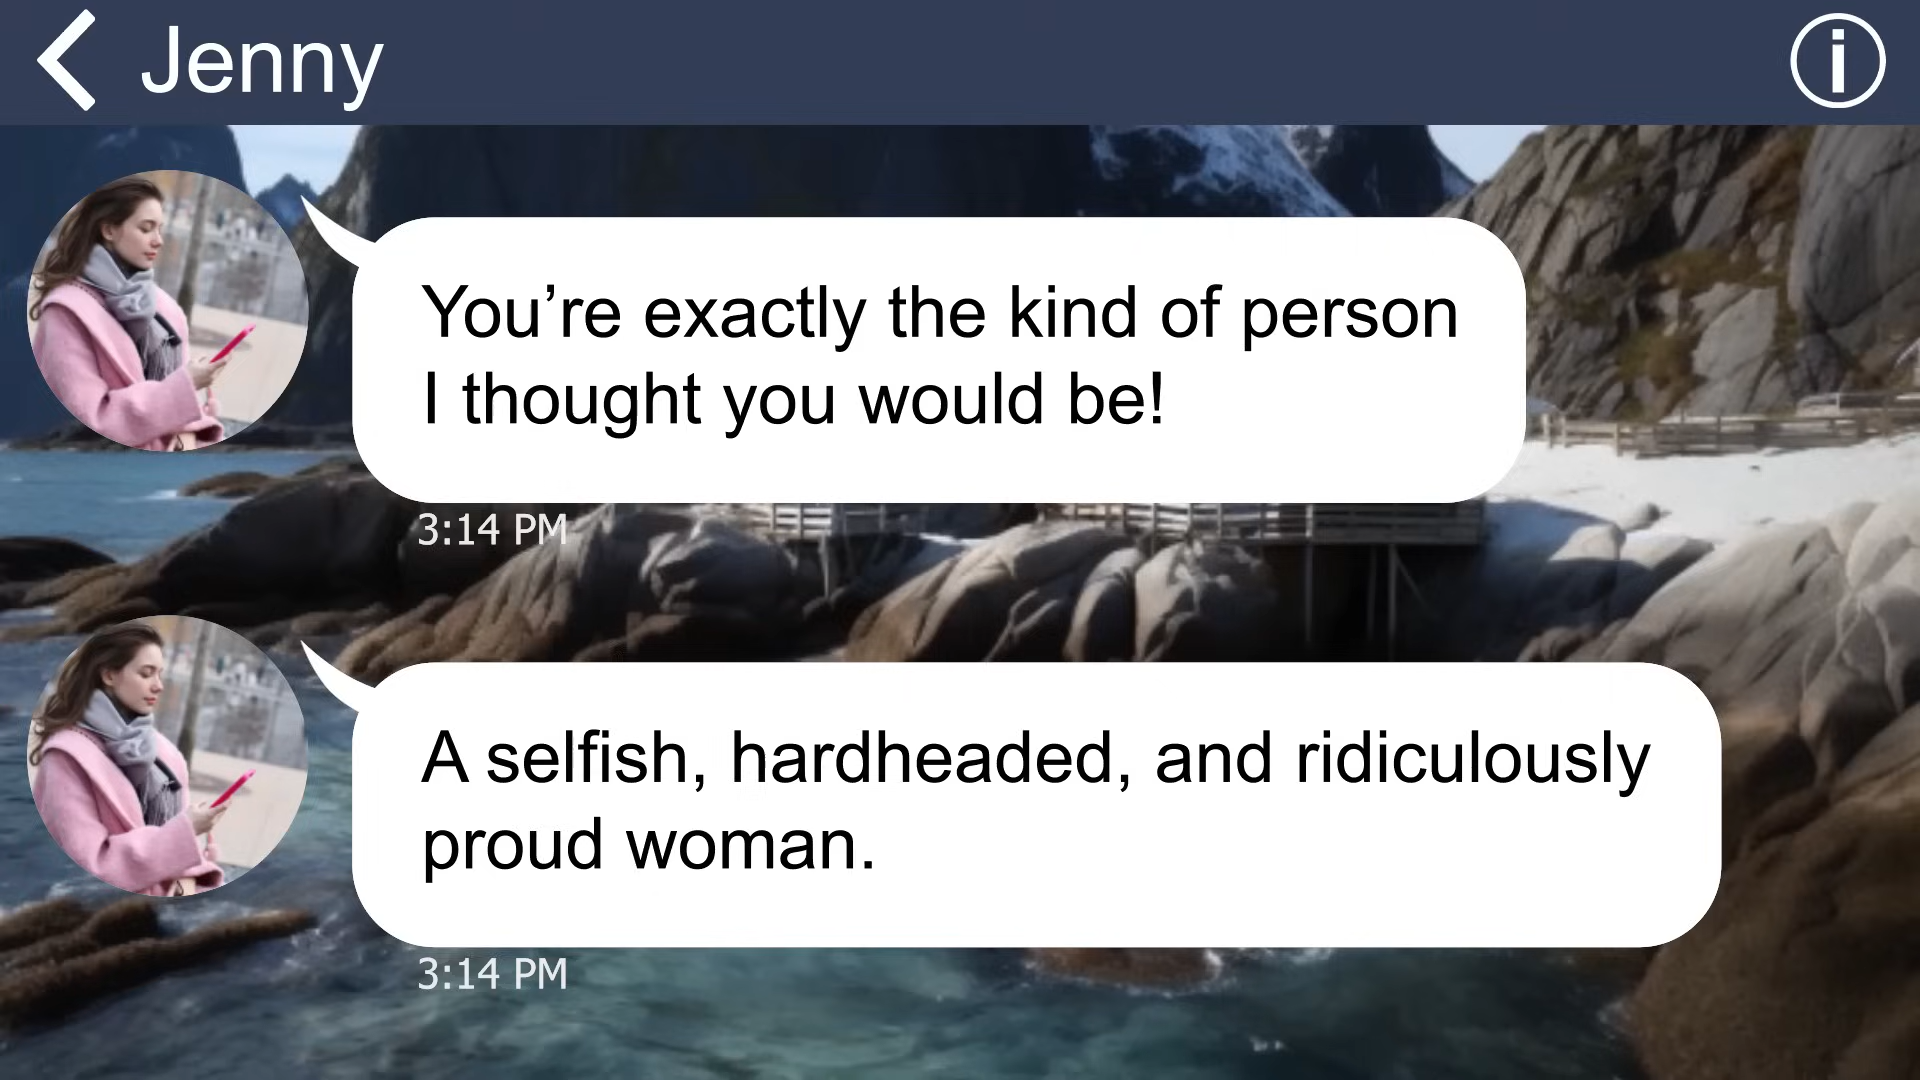 Jenny
You’re exactly the kind of person
I thought you would be!
3:14 PM
A selfish, hardheaded, and ridiculously
proud woman.
3:14 PM